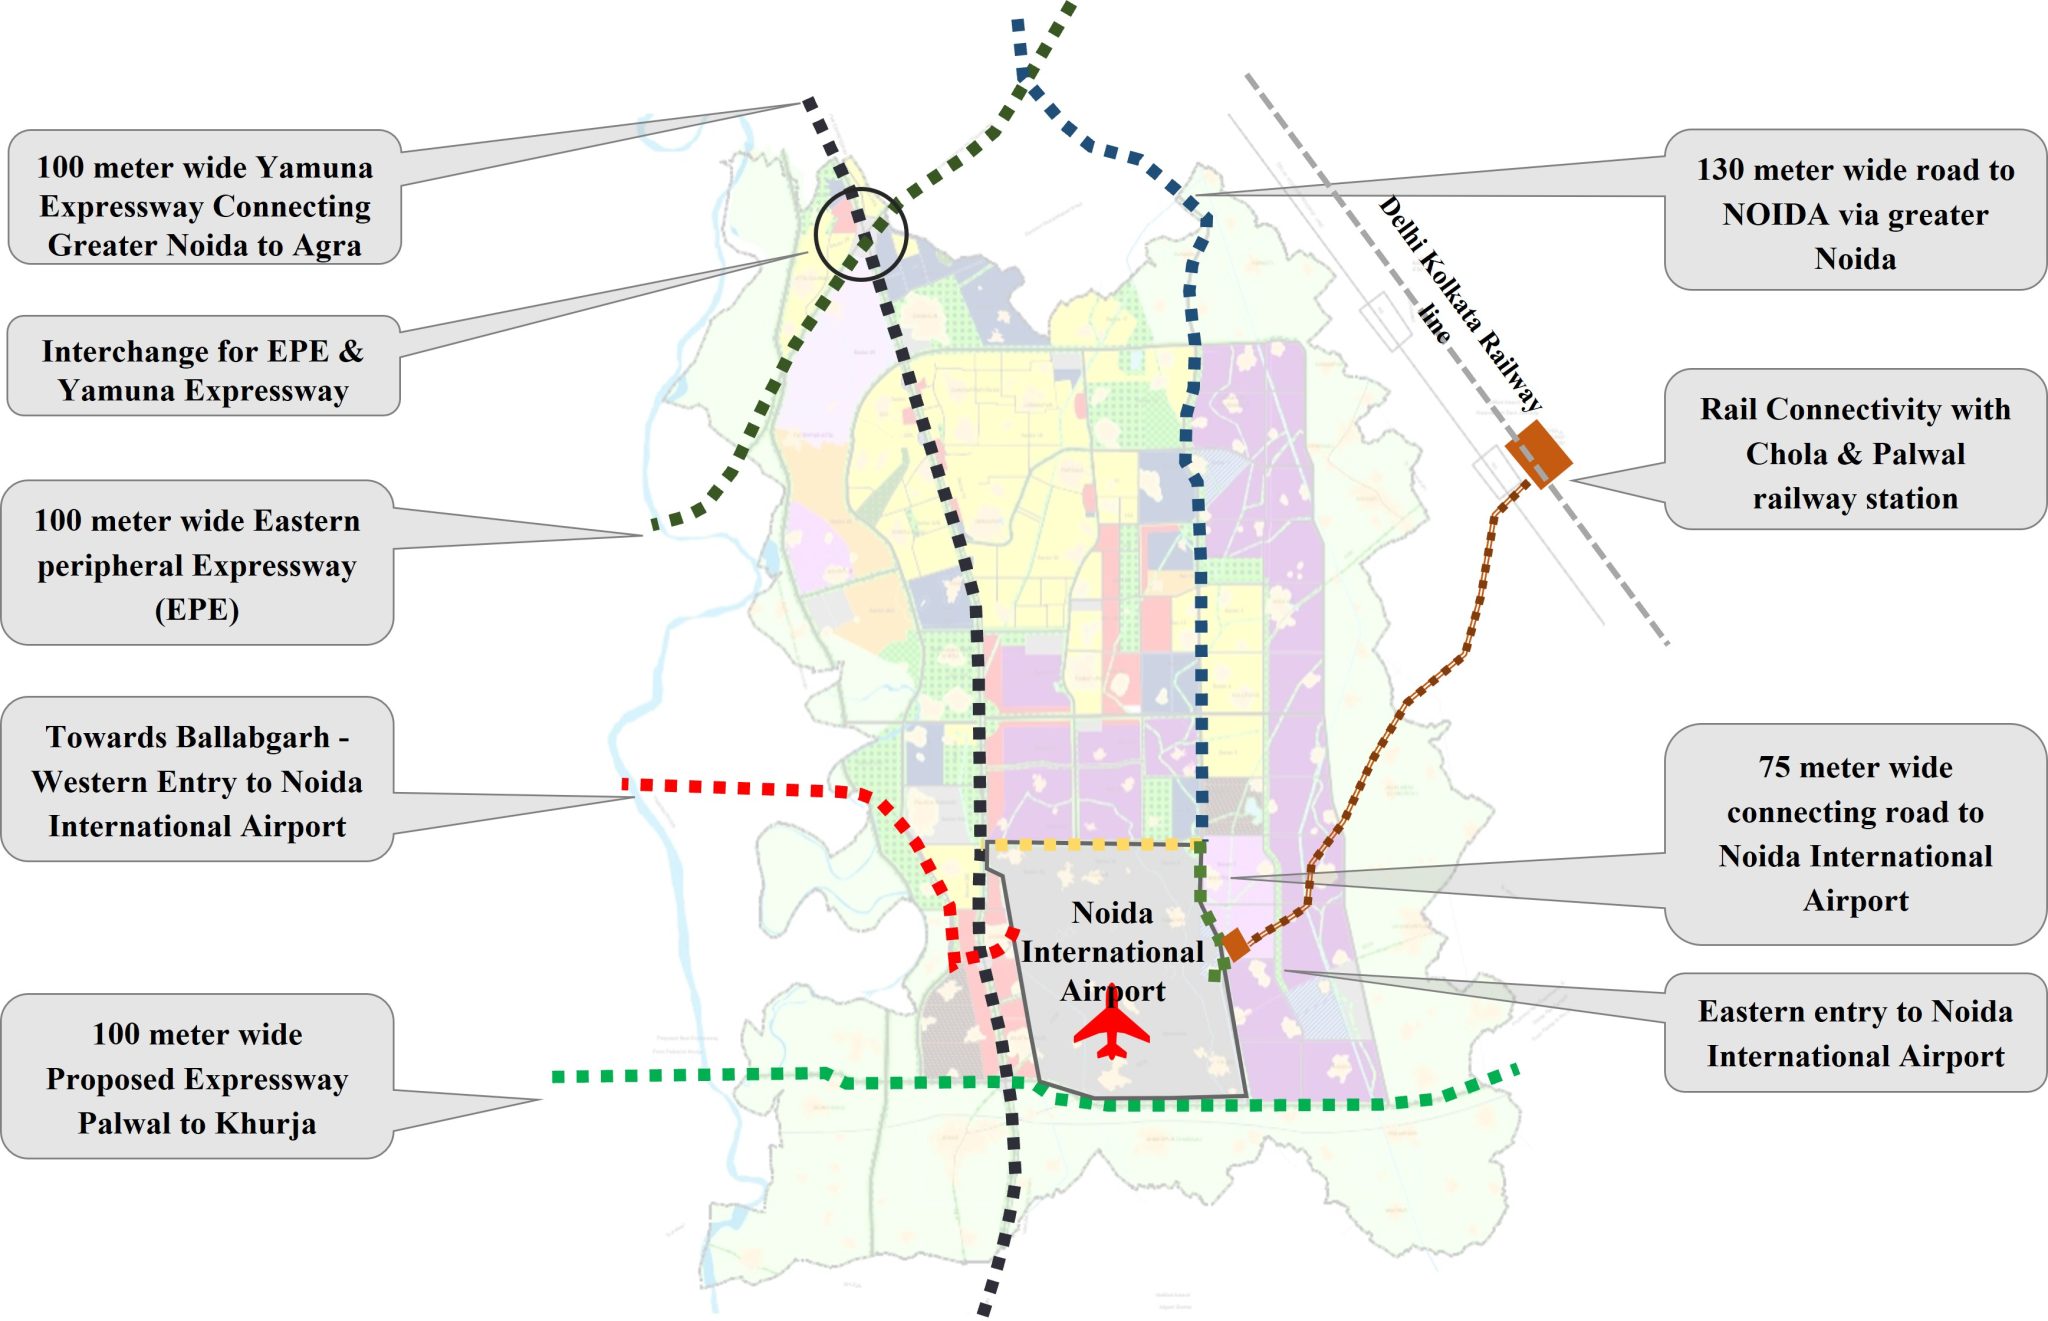 100 meter wide Yamuna
Expressway Connecting
Greater Noida to Agra
Interchange for EPE &
Yamuna Expressway
100 meter wide Eastern
peripheral Expressway
(EPE)
Towards Ballabgarh -
Western Entry to Noida
International Airport
100 meter wide
Proposed Expressway
Palwal to Khurja
Delhi Kolkata Railway
line
Noida
International
Airport
130 meter wide road to
NOIDA via greater
Noida
Rail Connectivity with
Chola & Palwal
railway station
75 meter wide
connecting road to
Noida International
Airport
Eastern entry to Noida
International Airport